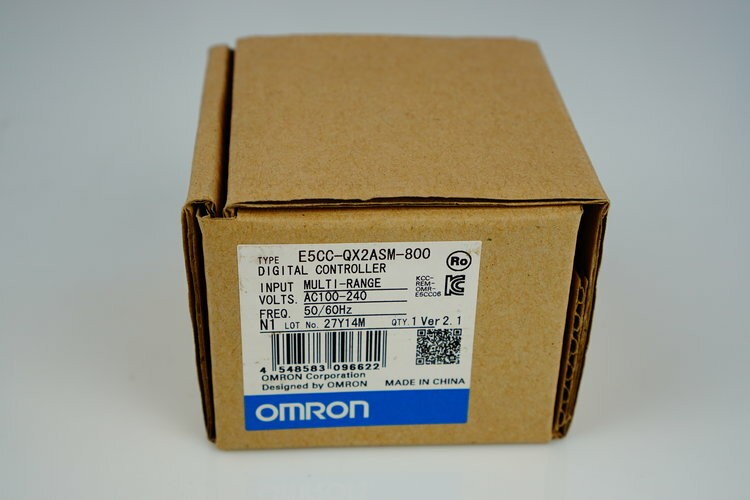 TYPE E5CC-QX2ASM-800
DIGITAL CONTROLLER
Ro
INPUT MULTI-RANGE
VOLTS. AC100-240
FREQ. 50/60Hz
KCC-
REM-
OMR-
E5CC06
N1 LOT No. 27Y14M QTY. 1 Ver2.1
4 548583 096622
OMRON Corporation
Designed by OMRON MADE IN CHINA
OMRON